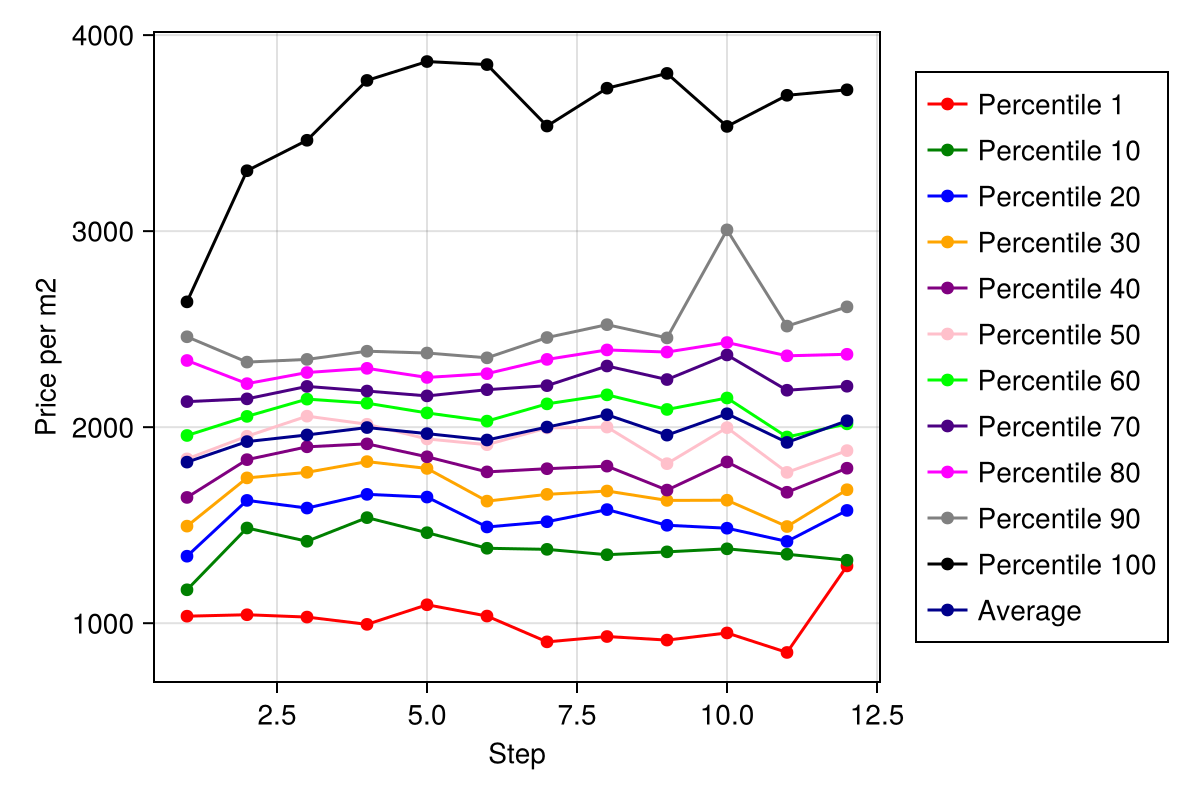 4000
3000
2000
1000
Price per m2
2.5
5.0
7.5
10.0
12.5
Step
Percentile 1
Percentile 10
Percentile 20
Percentile 30
Percentile 40
Percentile 50
Percentile 60
Percentile 70
Percentile 80
Percentile 90
Percentile 100
Average